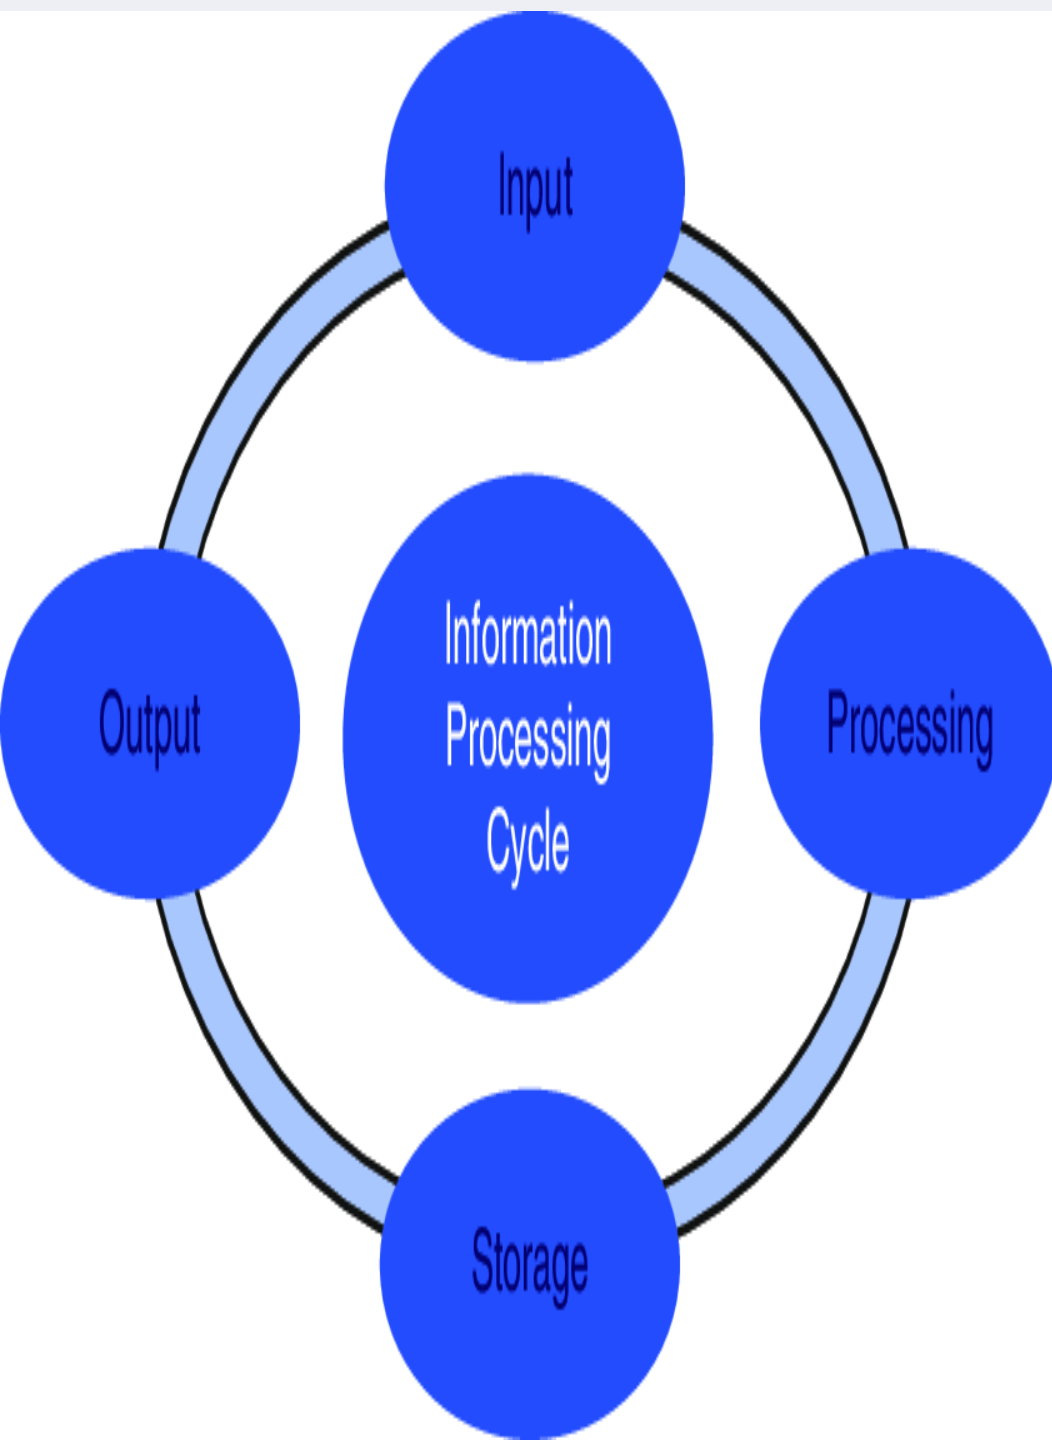 Input
Output
Information
Processing
Cycle
Processing
Storage